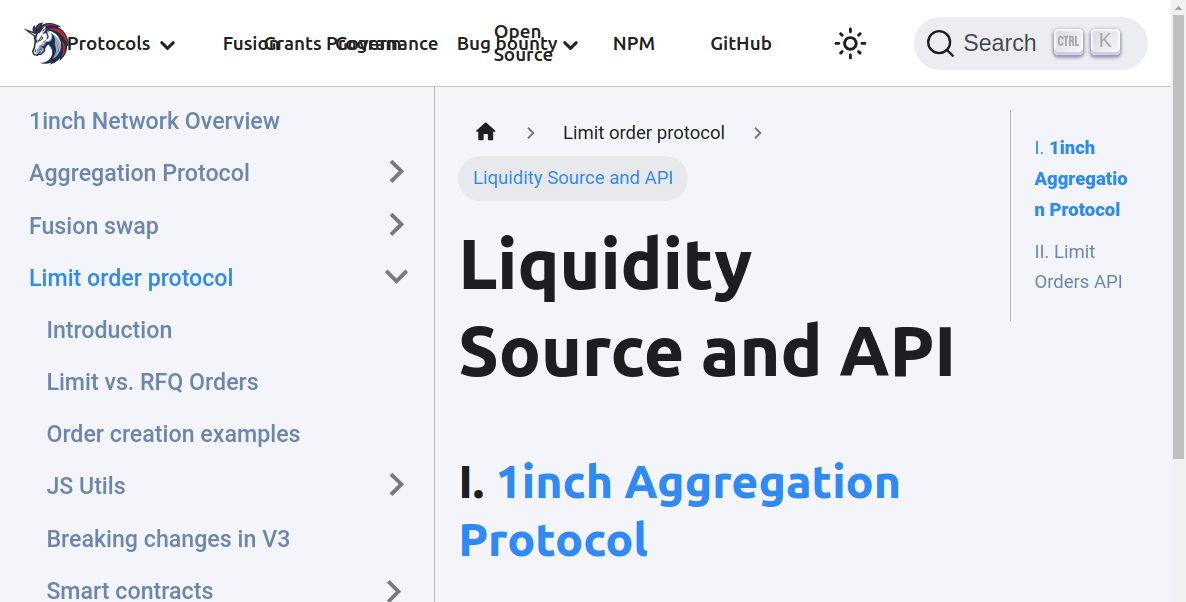 Protocols
Fusion
Grants Program
Governance
Bug bounty
Open
Source
NPM
GitHub
Search
CTRL
K
1inch Network Overview
Aggregation Protocol
Fusion swap
Limit order protocol
Introduction
Limit vs. RFQ Orders
Order creation examples
JS Utils
Breaking changes in V3
Smart contracts
Limit order protocol
Liquidity Source and API
Liquidity
Source and API
I. 1inch Aggregation
Protocol
I. 1inch
Aggregatio
n Protocol
II. Limit
Orders API